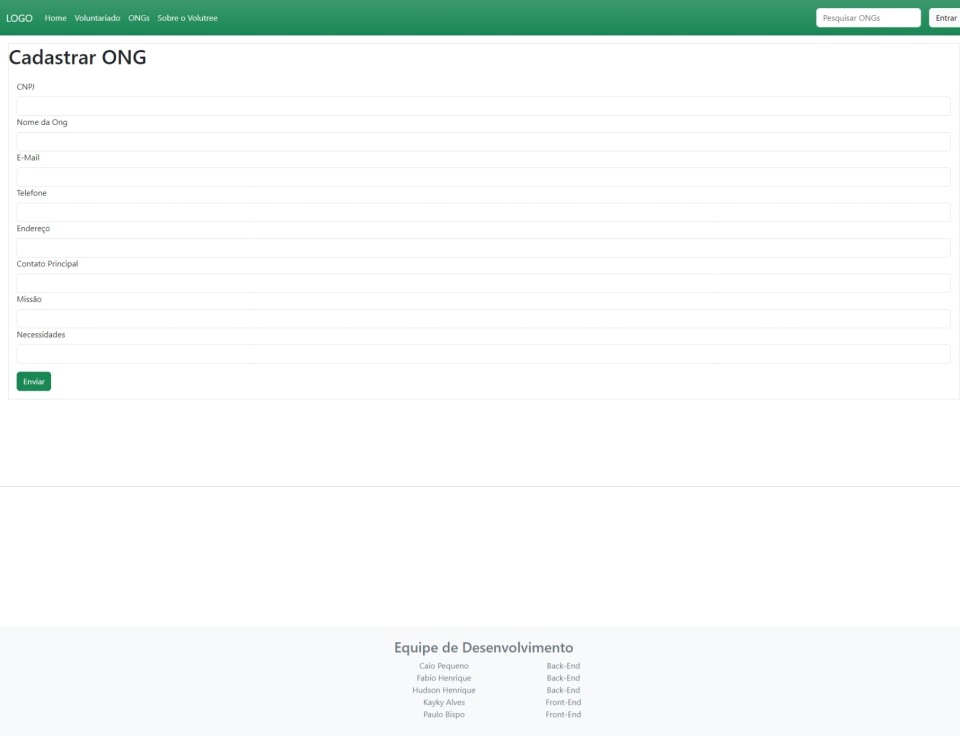 LOGO Home Voluntariado ONGs Sobre o Volutree Pesquisar ONGs Entrar
Cadastrar ONG
CNPJ
Nome da Ong
E-Mail
Telefone
Endereço
Contato Principal
Missão
Necessidades
Enviar
Equipe de Desenvolvimento
Caio Pequeno Back-End
Fabio Henrique Back-End
Hudson Henrique Back-End
Kayky Alves Front-End
Paulo Bispo Front-End